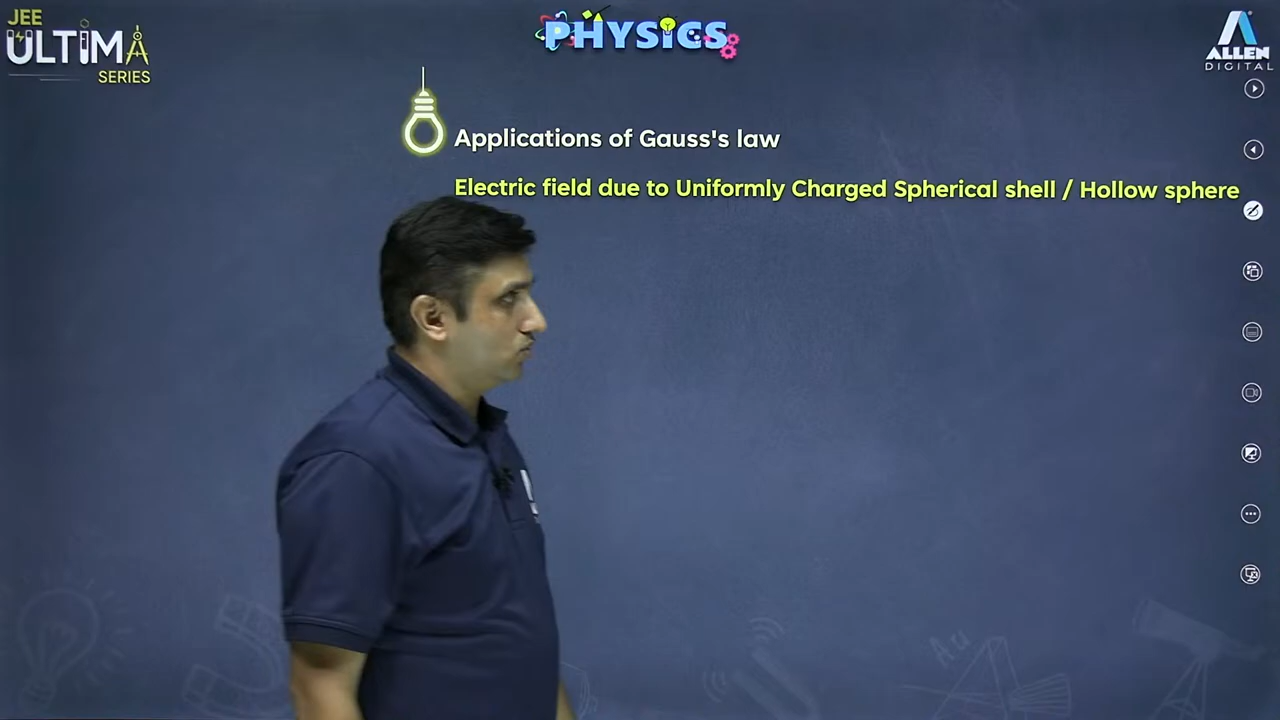 JEE
ULTIMA
SERIES
PHYSICS
ALLEN
DIGITAL
Applications of Gauss's law
Electric field due to Uniformly Charged Spherical shell / Hollow sphere
Au